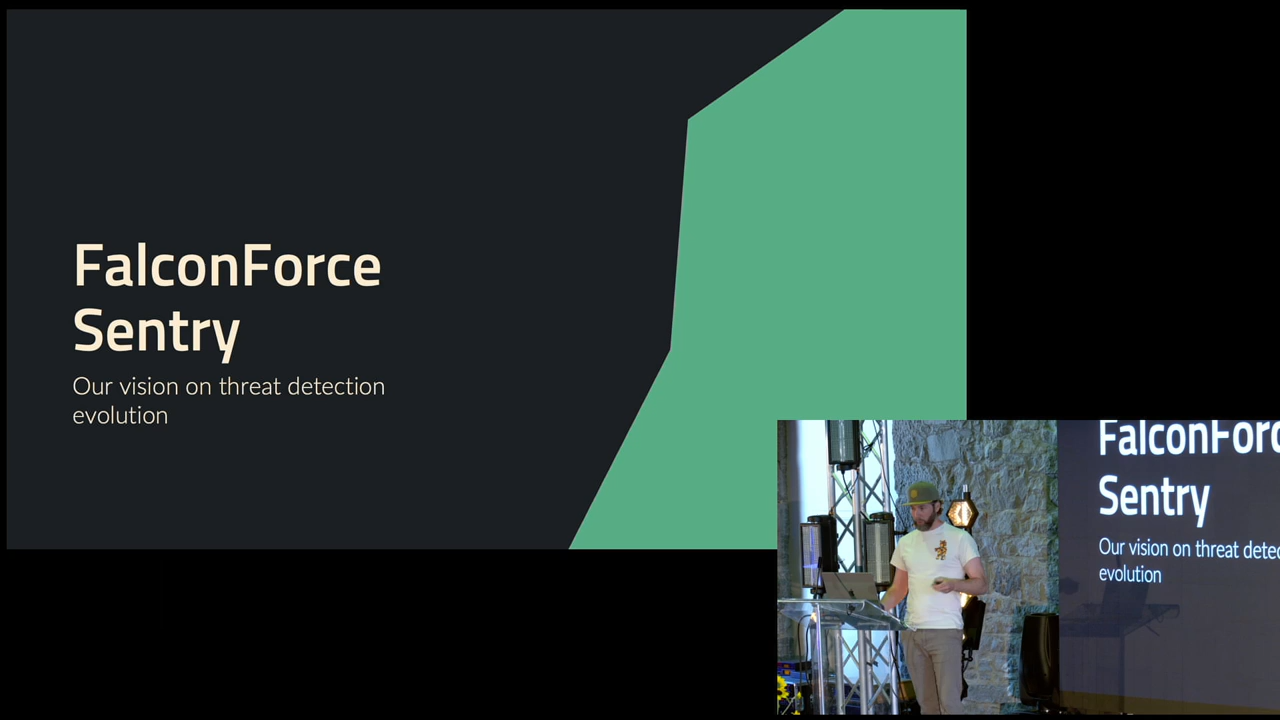 FalconForce
Sentry
Our vision on threat detection
evolution
FalconForc
Sentry
Our vision on threat detec
evolution